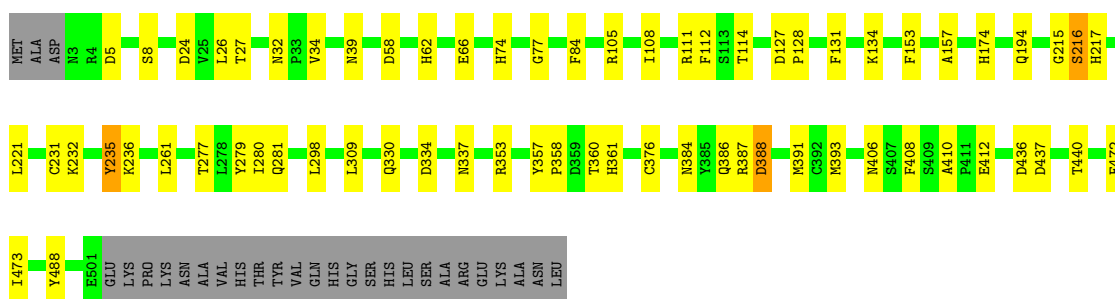 MET ALA ASP N3 R4 D5 S8 D24 V25 L26 T27 N32 P33 V34 N39 D58 H62 E66 H74 G77 F84 R105 I108 R111 F112 S113 T114 D127 P128 F131 K134 F153 A157 H174 Q194 G215 S216 H217
L221 C231 K232 Y235 K236 L261 T277 L278 Y279 I280 Q281 L298 L309 Q330 D334 N337 R353 Y357 P358 D359 T360 H361 C376 N384 Y385 Q386 R387 D388 M391 C392 M393 N406 S407 F408 S409 A410 P411 E412 D436 D437 T440
I473 Y488 E501 GLU LYS PRO LYS ASN ALA VAL HIS THR TYR VAL GLN HIS GLY SER HIS LEU SER ALA ARG GLU LYS ALA ASN LEU